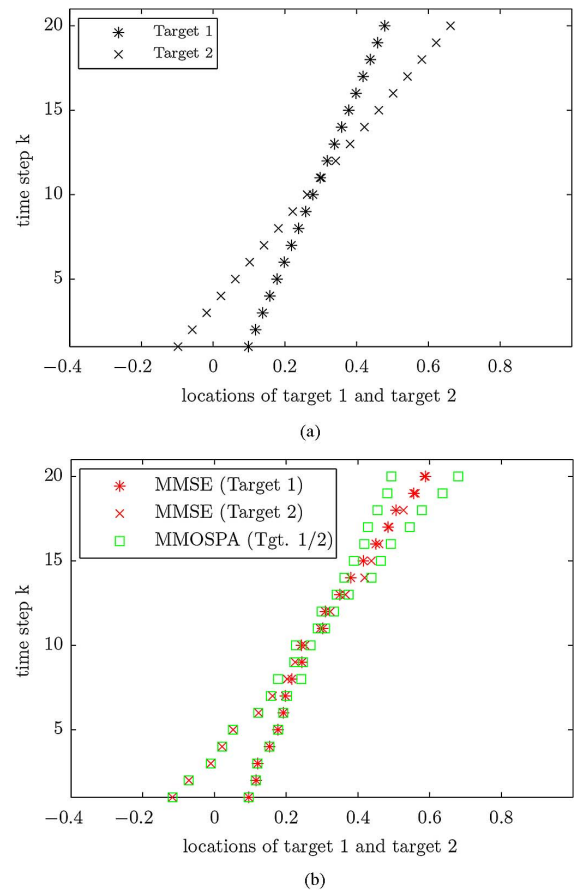 20
15
10
5
time step k
Target 1
Target 2
−0.4
−0.2
0
0.2
0.4
0.6
0.8
locations of target 1 and target 2
(a)
20
15
10
5
time step k
MMSE (Target 1)
MMSE (Target 2)
MMOSPA (Tgt. 1/2)
−0.4
−0.2
0
0.2
0.4
0.6
0.8
locations of target 1 and target 2
(b)